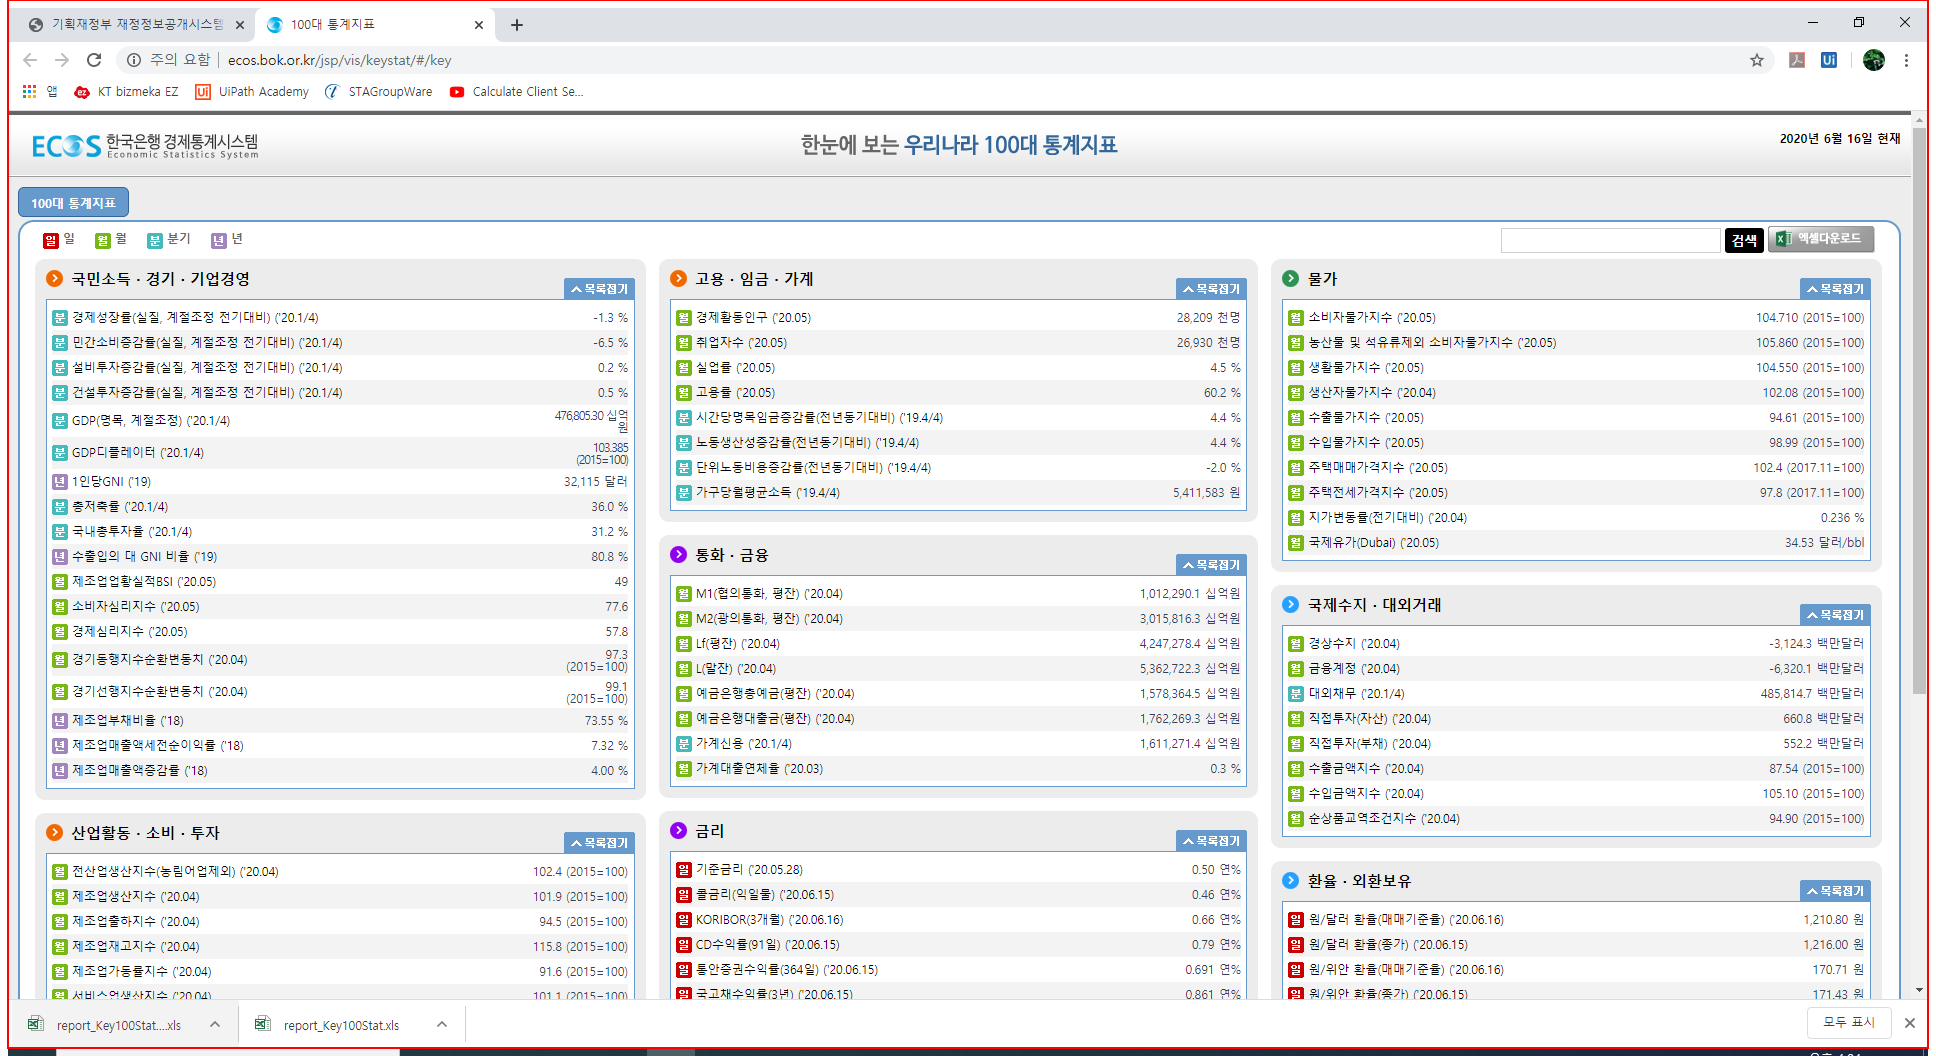 기획재정부 재정정보공개시스템
100대 통계지표
주의 요함 | ecos.bok.or.kr/jsp/vis/keystat/#/key
앱 KT bizmeka EZ UiPath Academy STAGroupWare Calculate Client Se...
ECOS 한국은행 경제통계시스템
Economic Statistics System
한눈에 보는 우리나라 100대 통계지표
2020년 6월 16일 현재
100대 통계지표
일 일 월 월 분 분기 년 년
검색 엑셀다운로드
국민소득 · 경기 · 기업경영
목록접기
분 경제성장률(실질, 계절조정 전기대비) ('20.1/4) -1.3 %
분 민간소비증감률(실질, 계절조정 전기대비) ('20.1/4) -6.5 %
분 설비투자증감률(실질, 계절조정 전기대비) ('20.1/4) 0.2 %
분 건설투자증감률(실질, 계절조정 전기대비) ('20.1/4) 0.5 %
분 GDP(명목, 계절조정) ('20.1/4) 476,805.30 십억
원
분 GDP디플레이터 ('20.1/4) 103.385
(2015=100)
년 1인당GNI ('19) 32,115 달러
분 총저축률 ('20.1/4) 36.0 %
분 국내총투자율 ('20.1/4) 31.2 %
년 수출입의 대 GNI 비율 ('19) 80.8 %
월 제조업업황실적BSI ('20.05) 49
월 소비자심리지수 ('20.05) 77.6
월 경제심리지수 ('20.05) 57.8
월 경기동행지수순환변동치 ('20.04) 97.3
(2015=100)
월 경기선행지수순환변동치 ('20.04) 99.1
(2015=100)
년 제조업부채비율 ('18) 73.55 %
년 제조업매출액세전순이익률 ('18) 7.32 %
년 제조업매출액증감률 ('18) 4.00 %
산업활동 · 소비 · 투자
목록접기
월 전산업생산지수(농림어업제외) ('20.04) 102.4 (2015=100)
월 제조업생산지수 ('20.04) 101.9 (2015=100)
월 제조업출하지수 ('20.04) 94.5 (2015=100)
월 제조업재고지수 ('20.04) 115.8 (2015=100)
월 제조업가동률지수 ('20.04) 91.6 (2015=100)
월 서비스업생산지수 ('20.04) 101.1 (2015=100)
고용 · 임금 · 가계
목록접기
월 경제활동인구 ('20.05) 28,209 천명
월 취업자수 ('20.05) 26,930 천명
월 실업률 ('20.05) 4.5 %
월 고용률 ('20.05) 60.2 %
분 시간당명목임금증감률(전년동기대비) ('19.4/4) 4.4 %
분 노동생산성증감률(전년동기대비) ('19.4/4) 4.4 %
분 단위노동비용증감률(전년동기대비) ('19.4/4) -2.0 %
분 가구당월평균소득 ('19.4/4) 5,411,583 원
통화 · 금융
목록접기
월 M1(협의통화, 평잔) ('20.04) 1,012,290.1 십억원
월 M2(광의통화, 평잔) ('20.04) 3,015,816.3 십억원
월 Lf(평잔) ('20.04) 4,247,278.4 십억원
월 L(말잔) ('20.04) 5,362,722.3 십억원
월 예금은행총예금(평잔) ('20.04) 1,578,364.5 십억원
월 예금은행대출금(평잔) ('20.04) 1,762,269.3 십억원
분 가계신용 ('20.1/4) 1,611,271.4 십억원
월 가계대출연체율 ('20.03) 0.3 %
금리
목록접기
일 기준금리 ('20.05.28) 0.50 연%
일 콜금리(익일물) ('20.06.15) 0.46 연%
일 KORIBOR(3개월) ('20.06.16) 0.66 연%
일 CD수익률(91일) ('20.06.15) 0.79 연%
일 통안증권수익률(364일) ('20.06.15) 0.691 연%
일 국고채수익률(3년) ('20.06.15) 0.861 연%
물가
목록접기
월 소비자물가지수 ('20.05) 104.710 (2015=100)
월 농산물 및 석유류제외 소비자물가지수 ('20.05) 105.860 (2015=100)
월 생활물가지수 ('20.05) 104.550 (2015=100)
월 생산자물가지수 ('20.04) 102.08 (2015=100)
월 수출물가지수 ('20.05) 94.61 (2015=100)
월 수입물가지수 ('20.05) 98.99 (2015=100)
월 주택매매가격지수 ('20.05) 102.4 (2017.11=100)
월 주택전세가격지수 ('20.05) 97.8 (2017.11=100)
월 지가변동률(전기대비) ('20.04) 0.236 %
월 국제유가(Dubai) ('20.05) 34.53 달러/bbl
국제수지 · 대외거래
목록접기
월 경상수지 ('20.04) -3,124.3 백만달러
월 금융계정 ('20.04) -6,320.1 백만달러
분 대외채무 ('20.1/4) 485,814.7 백만달러
월 직접투자(자산) ('20.04) 660.8 백만달러
월 직접투자(부채) ('20.04) 552.2 백만달러
월 수출금액지수 ('20.04) 87.54 (2015=100)
월 수입금액지수 ('20.04) 105.10 (2015=100)
월 순상품교역조건지수 ('20.04) 94.90 (2015=100)
환율 · 외환보유
목록접기
일 원/달러 환율(매매기준율) ('20.06.16) 1,210.80 원
일 원/달러 환율(종가) ('20.06.15) 1,216.00 원
일 원/위안 환율(매매기준율) ('20.06.16) 170.71 원
일 원/위안 환율(종가) ('20.06.15) 171.43 원
report_Key100Stat....xls report_Key100Stat.xls 모두 표시